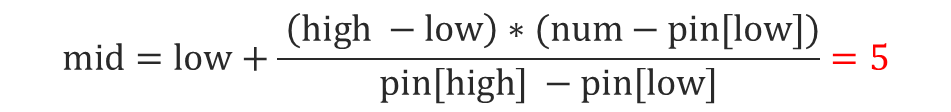 mid = low + (high − low) ∗ (num − pin[low]) / pin[high] − pin[low] = 5